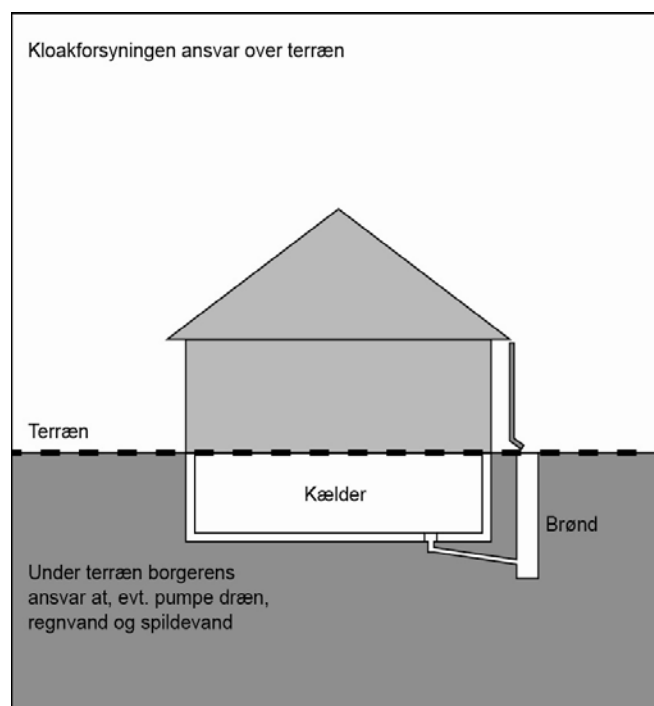 Kloakforsyningen ansvar over terræn
Terræn
Kælder
Brønd
Under terræn borgerens
ansvar at, evt. pumpe dræn,
regnvand og spildevand